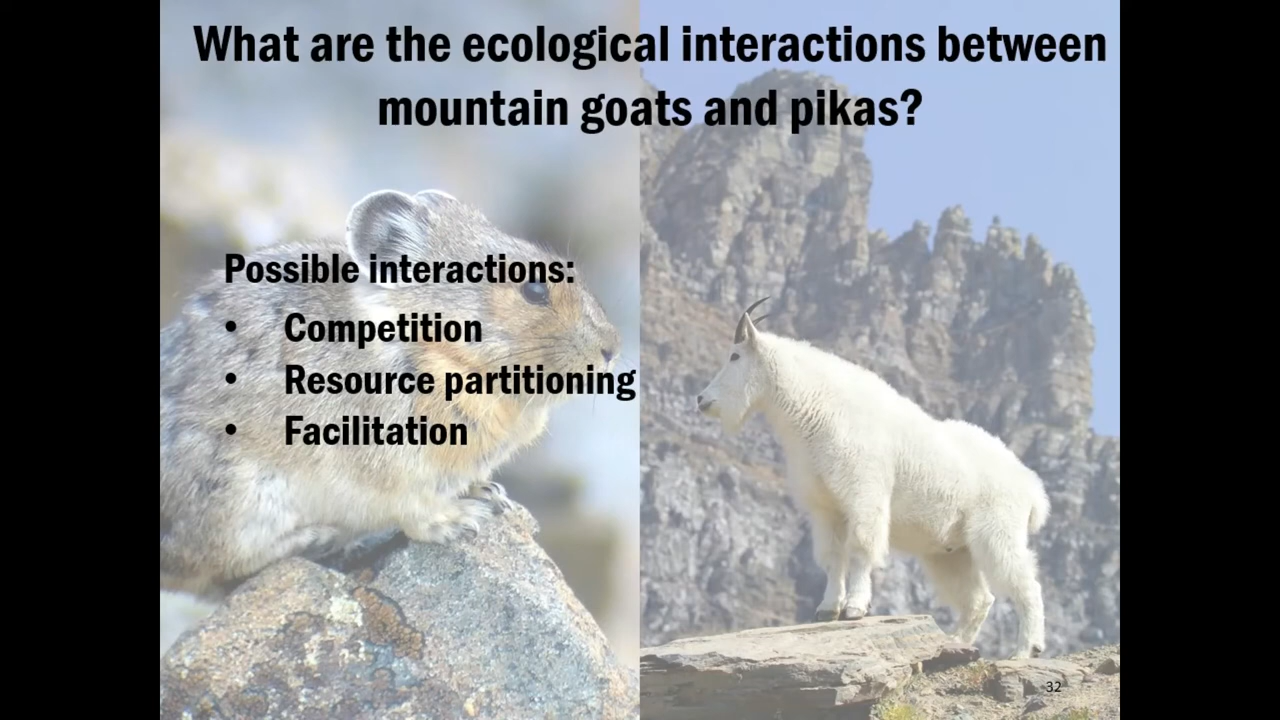 What are the ecological interactions between
mountain goats and pikas?
Possible interactions:
• Competition
• Resource partitioning
• Facilitation
32